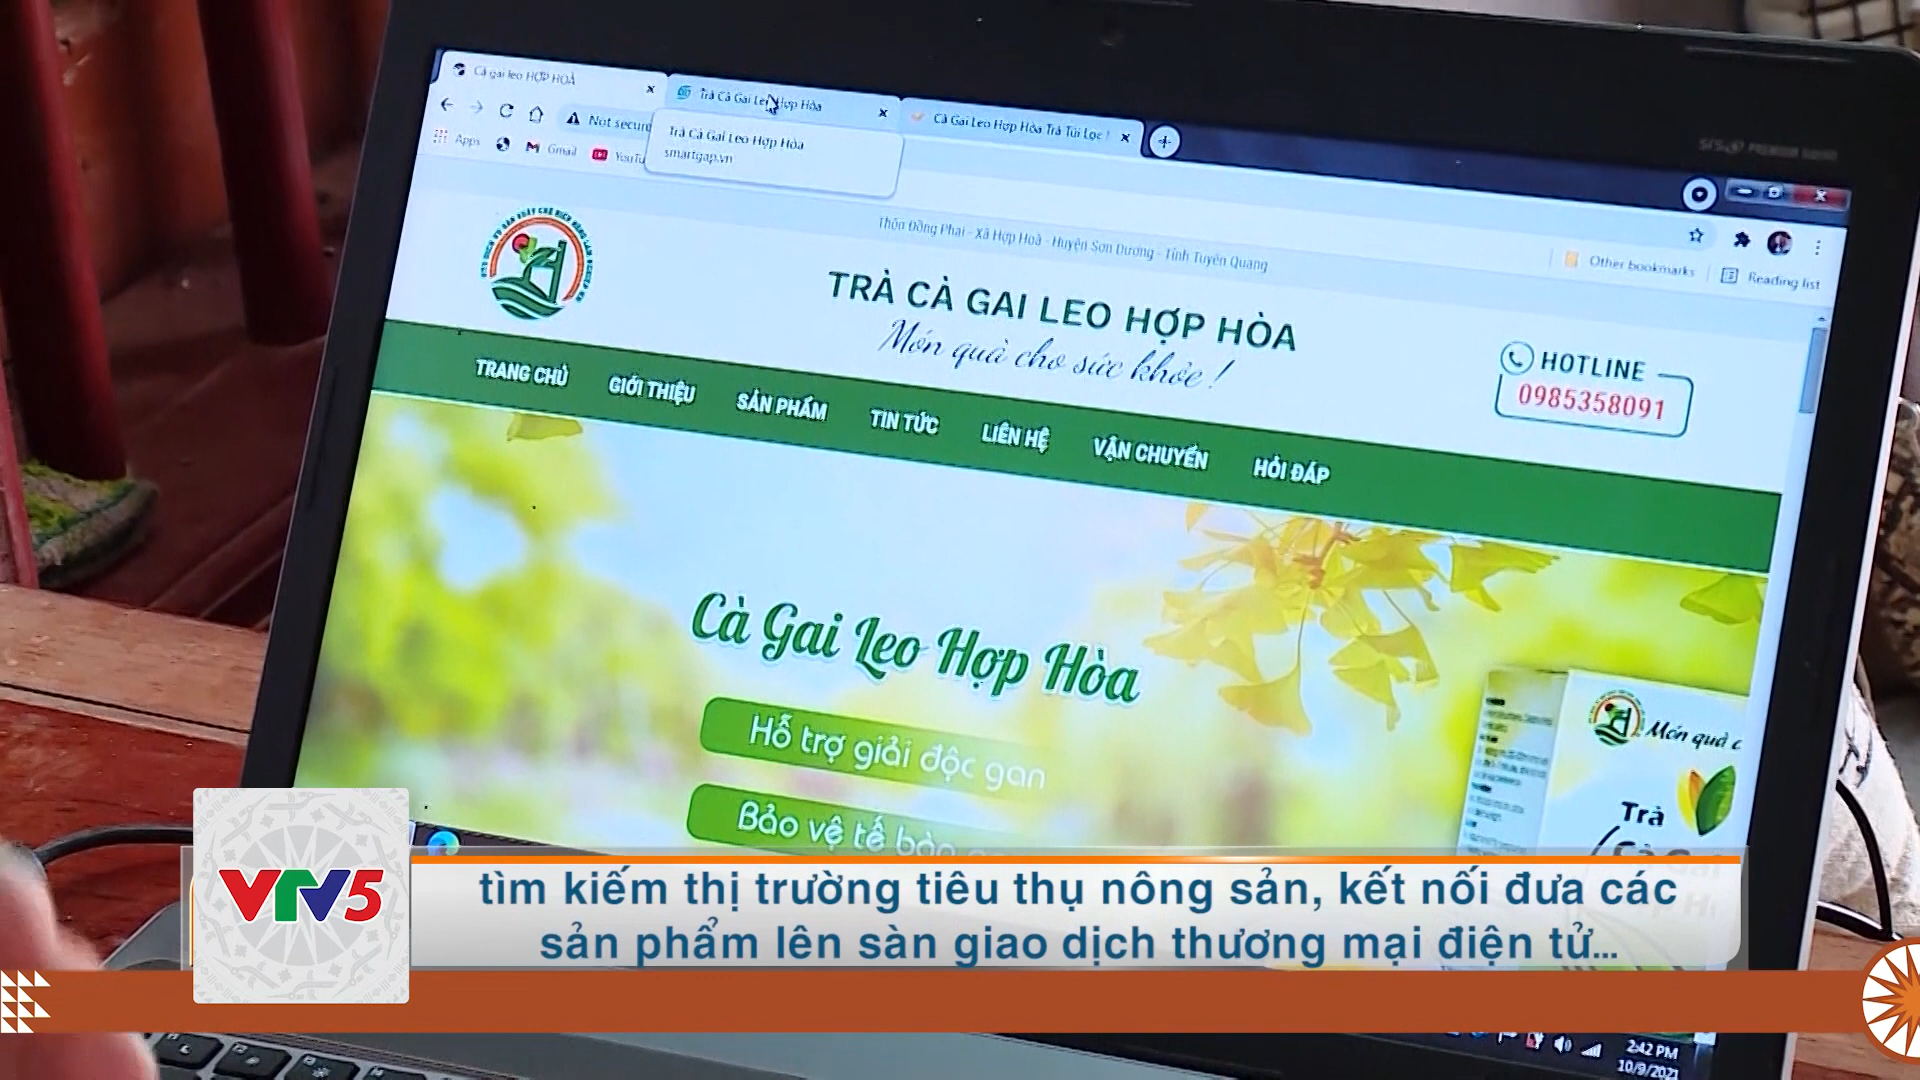 Cà gai leo HỢP HOÀ
Trà Cà Gai Leo Hợp Hòa
Cà Gai Leo Hợp Hòa Trà Túi Lọc
Not secure
Trà Cà Gai Leo Hợp Hòa
smartgap.vn
Apps
Gmail
Other bookmarks
Reading list
Thôn Đồng Phai - Xã Hợp Hoà - Huyện Sơn Dương - Tỉnh Tuyên Quang
TRÀ CÀ GAI LEO HỢP HÒA
Món quà cho sức khỏe !
HOTLINE
0985358091
TRANG CHỦ
GIỚI THIỆU
SẢN PHẨM
TIN TỨC
LIÊN HỆ
VẬN CHUYỂN
HỎI ĐÁP
Cà Gai Leo Hợp Hòa
Hỗ trợ giải độc gan
Bảo vệ tế bào
Món quà c
Trà
VTV5
tìm kiếm thị trường tiêu thụ nông sản, kết nối đưa các
sản phẩm lên sàn giao dịch thương mại điện tử...
2:42 PM
10/9/2021